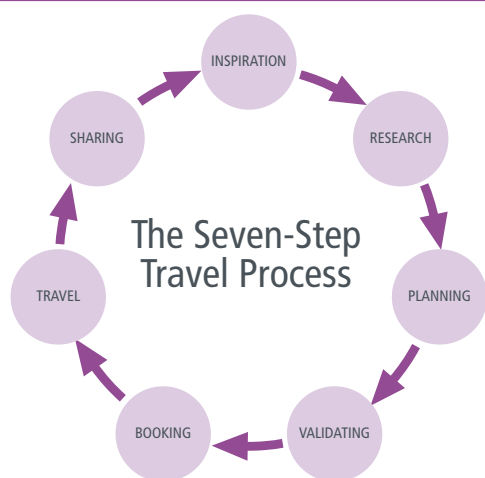 INSPIRATION
RESEARCH
PLANNING
VALIDATING
BOOKING
TRAVEL
SHARING
The Seven-Step
Travel Process